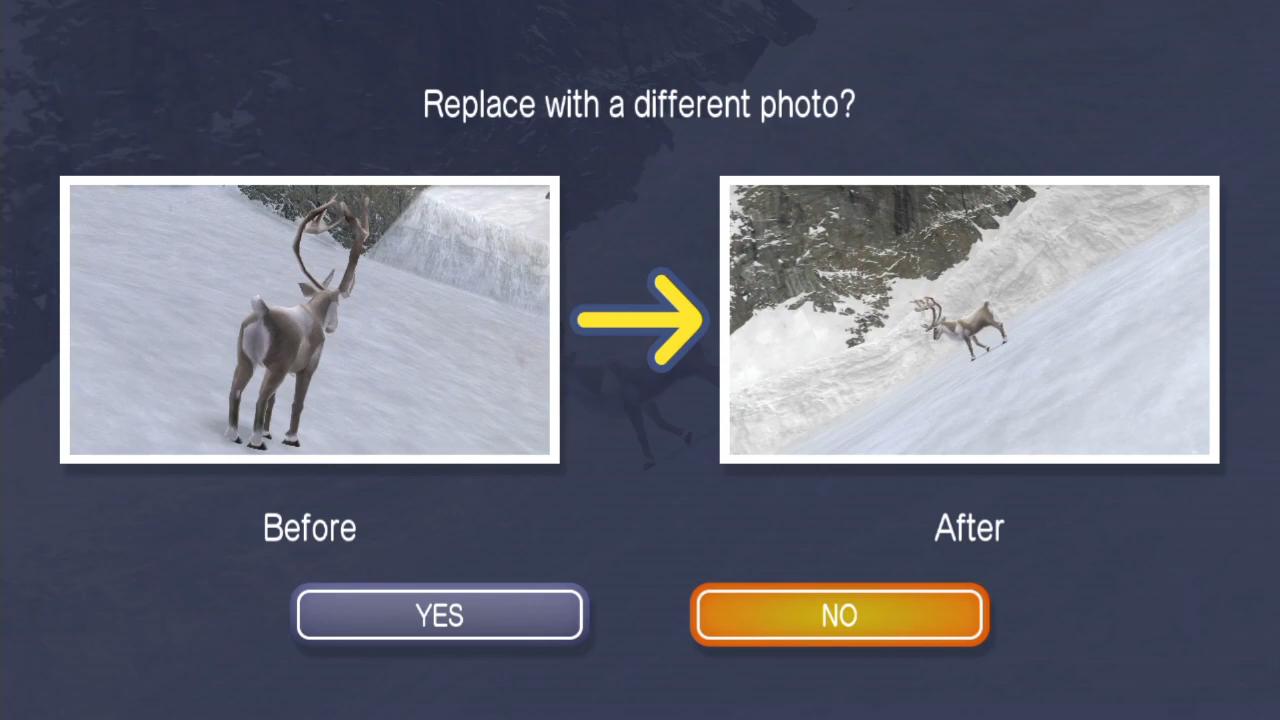 Replace with a different photo?
Before
After
YES
NO